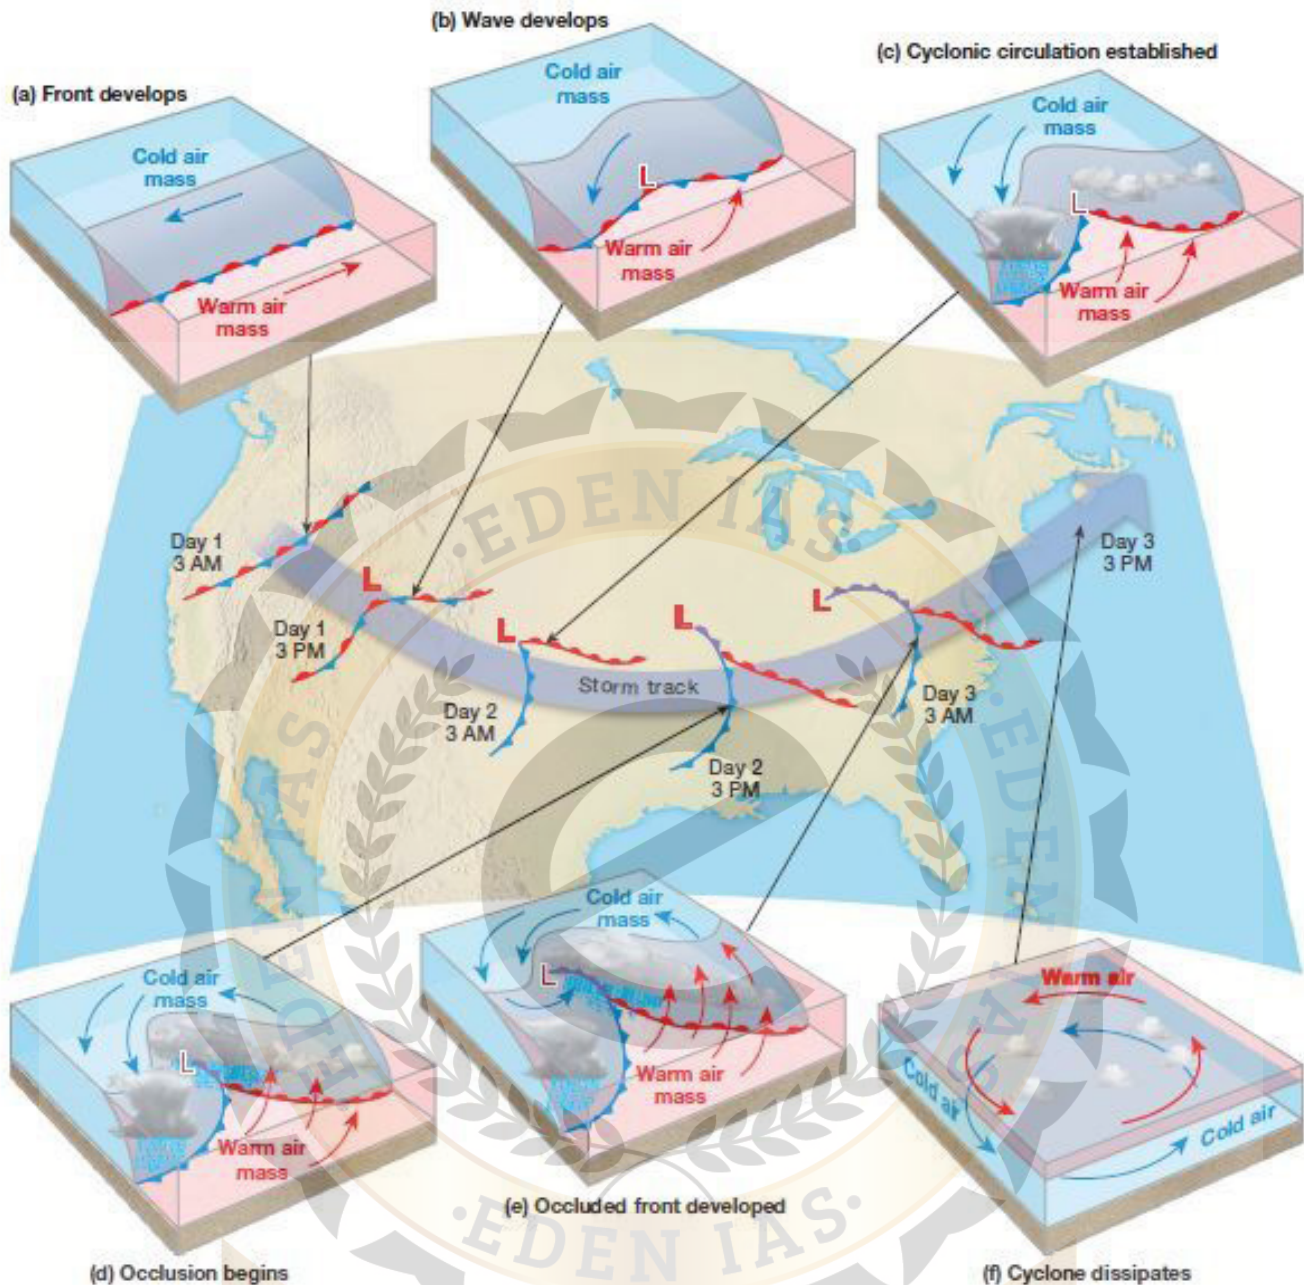 (b) Wave develops
(c) Cyclonic circulation established
(a) Front develops
Cold air
mass
Warm air
mass
Cold air
mass
L
Warm air
mass
Cold air
mass
L
Warm air
mass
Day 1
3 AM
L
Day 1
3 PM
L
Day 2
3 AM
Storm track
L
Day 2
3 PM
L
Day 3
3 AM
Day 3
3 PM
·EDEN IAS·
EDEN IAS
·EDEN IAS
·EDEN IAS·
Cold air
mass
L
Warm air
mass
(d) Occlusion begins
Cold air
mass
L
Warm air
mass
(e) Occluded front developed
Warm air
Cold air
Cold air
(f) Cyclone dissipates